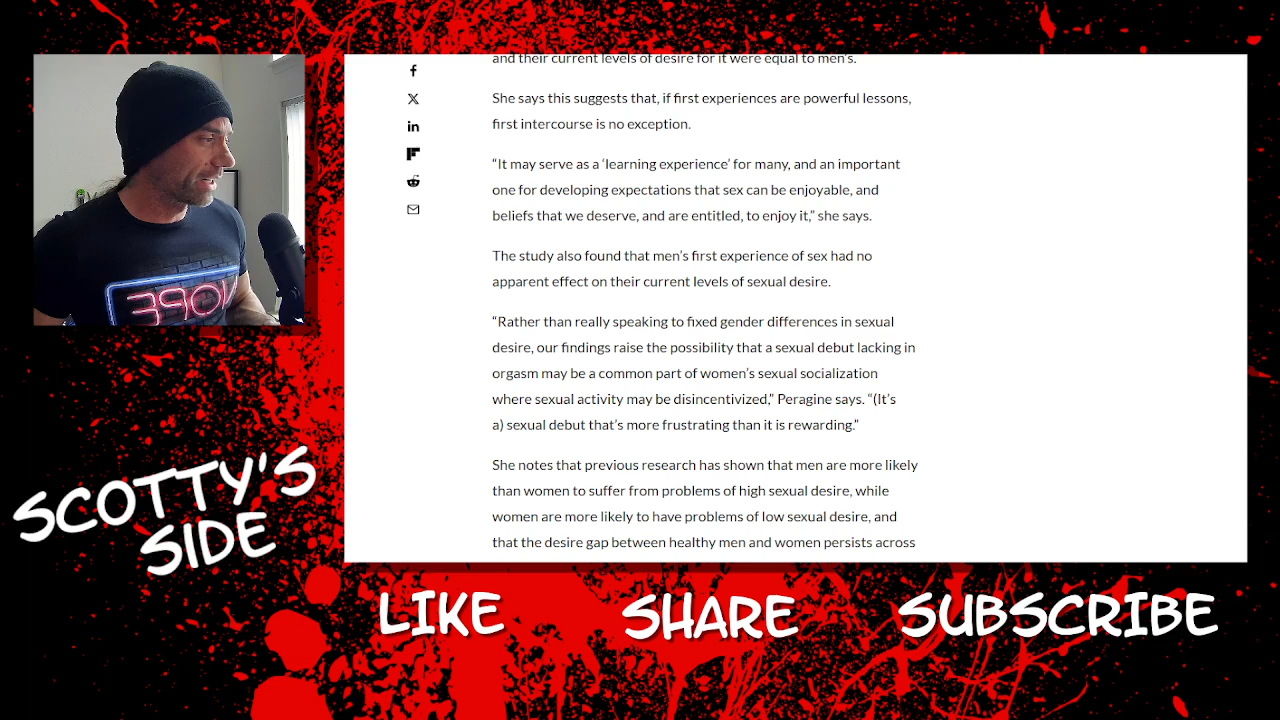 and their current levels of desire for it were equal to men's.
She says this suggests that, if first experiences are powerful lessons,
first intercourse is no exception.
“It may serve as a ‘learning experience’ for many, and an important
one for developing expectations that sex can be enjoyable, and
beliefs that we deserve, and are entitled, to enjoy it,” she says.
The study also found that men’s first experience of sex had no
apparent effect on their current levels of sexual desire.
“Rather than really speaking to fixed gender differences in sexual
desire, our findings raise the possibility that a sexual debut lacking in
orgasm may be a common part of women’s sexual socialization
where sexual activity may be disincentivized,” Peragine says. “(It’s
a) sexual debut that’s more frustrating than it is rewarding.”
She notes that previous research has shown that men are more likely
than women to suffer from problems of high sexual desire, while
women are more likely to have problems of low sexual desire, and
that the desire gap between healthy men and women persists across
NOPE
SCOTTY'S
SIDE
LIKE
SHARE
SUBSCRIBE